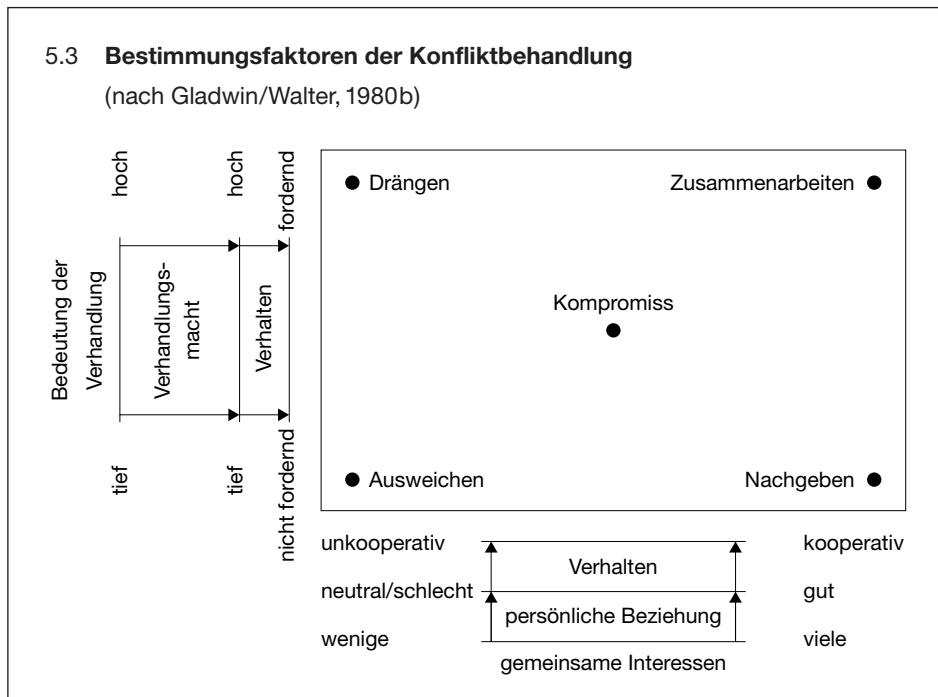 5.3 Bestimmungsfaktoren der Konfliktbehandlung
(nach Gladwin/Walter, 1980b)
hoch
hoch
fordernd
Bedeutung der
Verhandlung
Verhandlungs-
macht
Verhalten
tief
tief
nicht fordernd
Drängen
Zusammenarbeiten
Kompromiss
Ausweichen
Nachgeben
unkooperativ
Verhalten
kooperativ
neutral/schlecht
persönliche Beziehung
gut
wenige
gemeinsame Interessen
viele